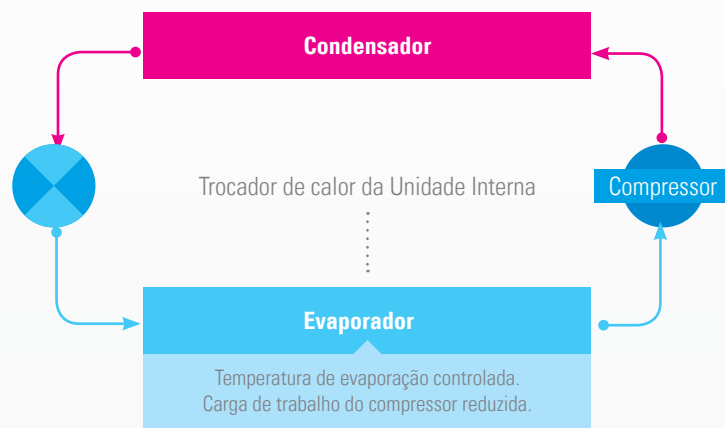 Condensador
Trocador de calor da Unidade Interna
Compressor
Evaporador
Temperatura de evaporação controlada.
Carga de trabalho do compressor reduzida.